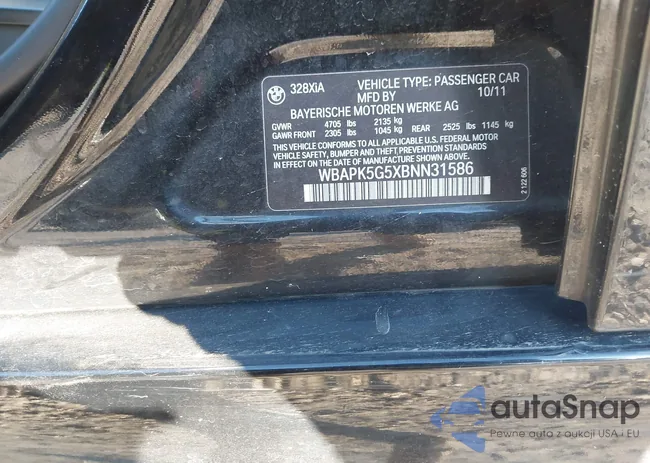 BMW
328XiA VEHICLE TYPE: PASSENGER CAR
MFD BY 10/11
BAYERISCHE MOTOREN WERKE AG
GVWR 4705 lbs 2135 kg
GAWR FRONT 2305 lbs 1045 kg REAR 2525 lbs 1145 kg
THIS VEHICLE CONFORMS TO ALL APPLICABLE U.S. FEDERAL MOTOR
VEHICLE SAFETY, BUMPER, AND THEFT PREVENTION STANDARDS
IN EFFECT ON THE DATE OF MANUFACTURE SHOWN ABOVE.
WBAPK5G5XBNN31586
2 122 606
autaSnap
Pewne auta z aukcji USA i EU